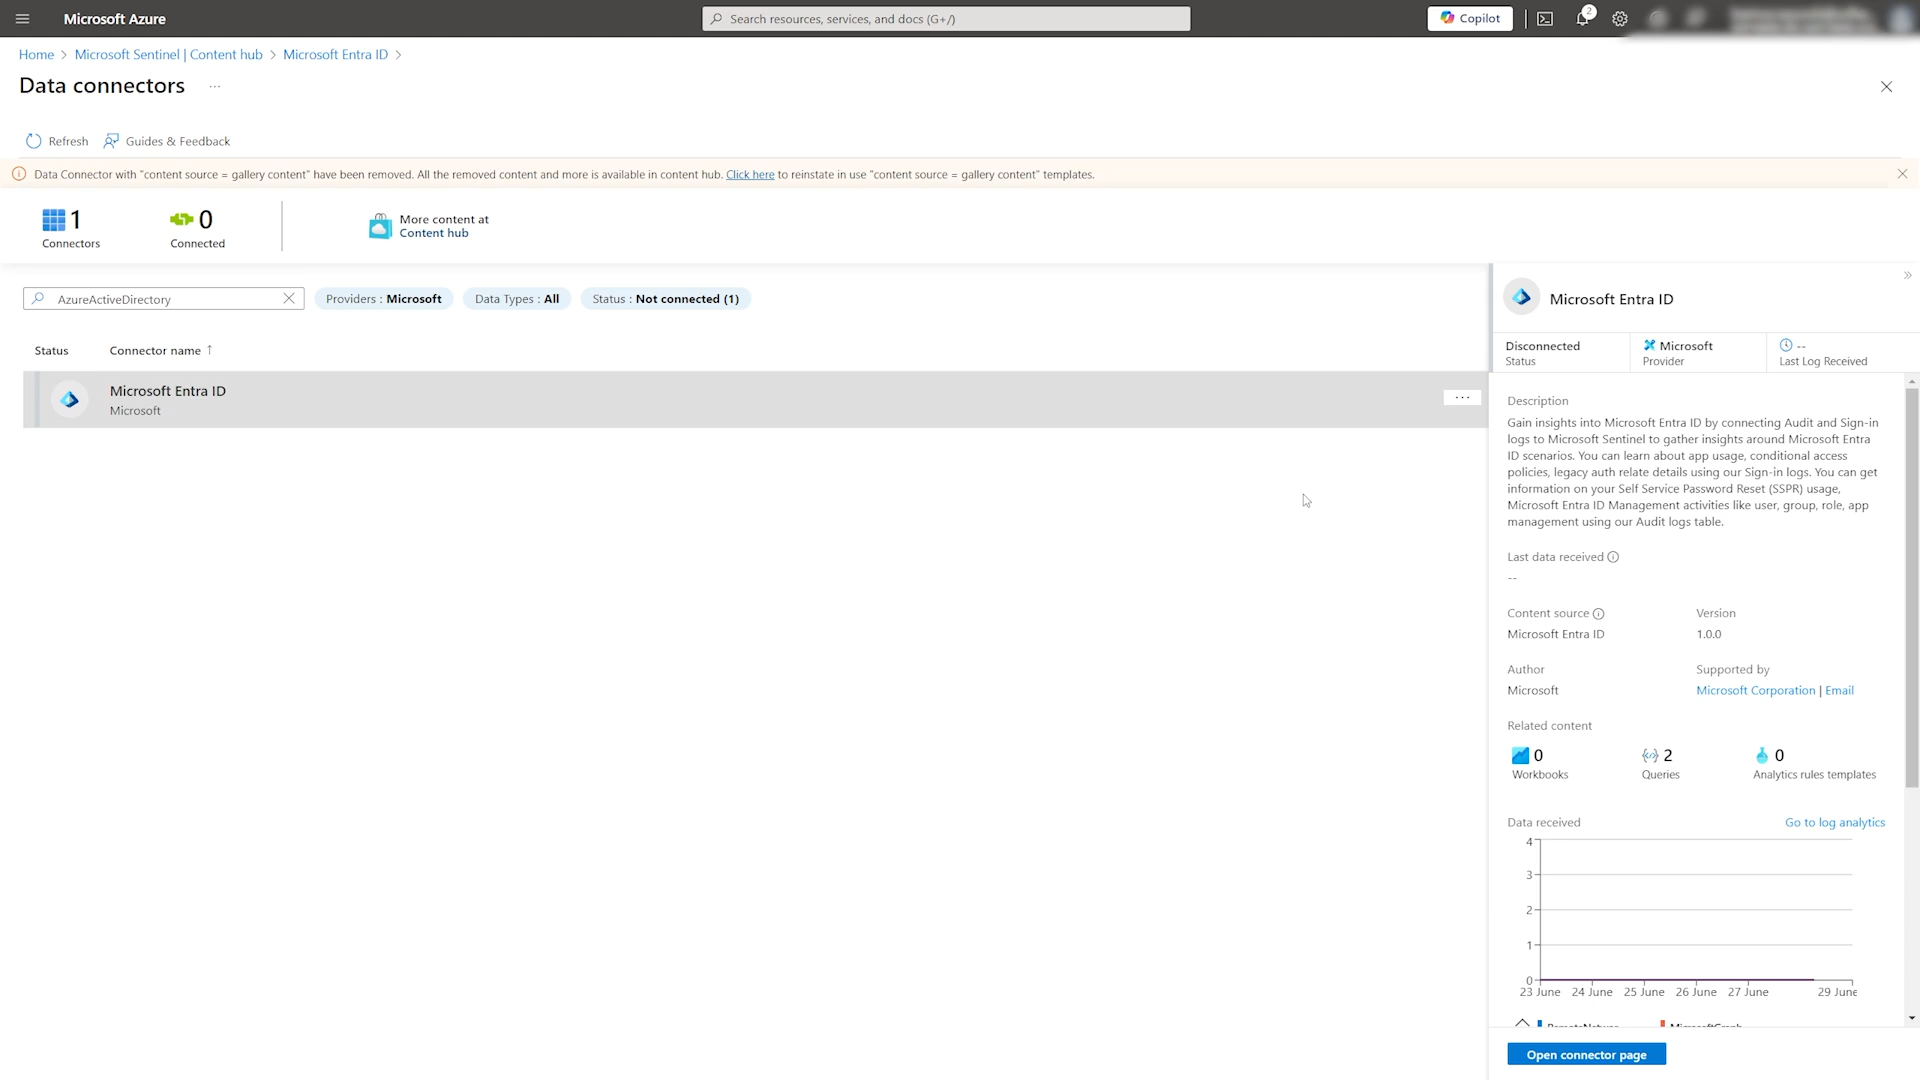 Microsoft Azure
Search resources, services, and docs (G+/)
Copilot
2
Home > Microsoft Sentinel | Content hub > Microsoft Entra ID >
Data connectors ...
Refresh
Guides & Feedback
Data Connector with "content source = gallery content" have been removed. All the removed content and more is available in content hub. Click here to reinstate in use "content source = gallery content" templates.
1
Connectors
0
Connected
More content at
Content hub
AzureActiveDirectory
Providers : Microsoft
Data Types : All
Status : Not connected (1)
Status
Connector name ↑
Microsoft Entra ID
Microsoft
...
Microsoft Entra ID
Disconnected
Status
Microsoft
Provider
--
Last Log Received
Description
Gain insights into Microsoft Entra ID by connecting Audit and Sign-in
logs to Microsoft Sentinel to gather insights around Microsoft Entra
ID scenarios. You can learn about app usage, conditional access
policies, legacy auth relate details using our Sign-in logs. You can get
information on your Self Service Password Reset (SSPR) usage,
Microsoft Entra ID Management activities like user, group, role, app
management using our Audit logs table.
Last data received
--
Content source
Microsoft Entra ID
Version
1.0.0
Author
Microsoft
Supported by
Microsoft Corporation | Email
Related content
0
Workbooks
2
Queries
0
Analytics rules templates
Data received
Go to log analytics
4
3
2
1
0
23 June 24 June 25 June 26 June 27 June 29 June
Open connector page